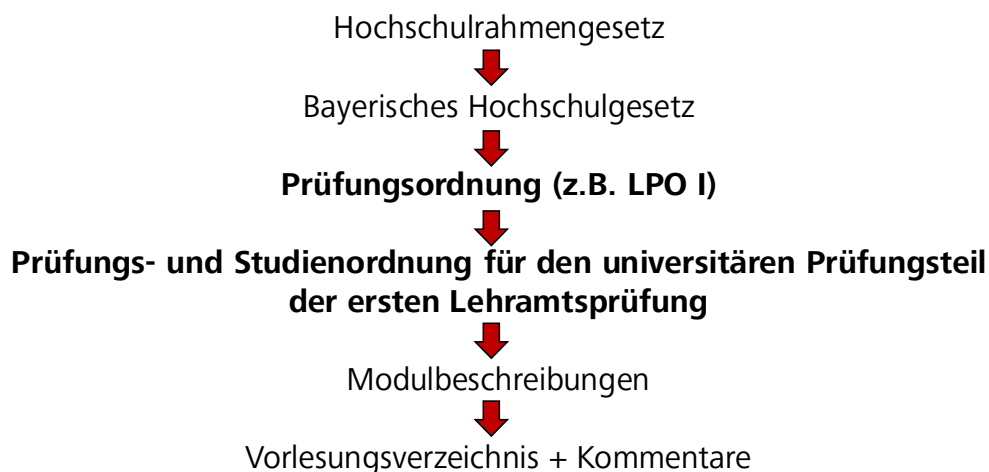 Hochschulrahmengesetz
Bayerisches Hochschulgesetz
Prüfungsordnung (z.B. LPO I)
Prüfungs- und Studienordnung für den universitären Prüfungsteil
der ersten Lehramtsprüfung
Modulbeschreibungen
Vorlesungsverzeichnis + Kommentare